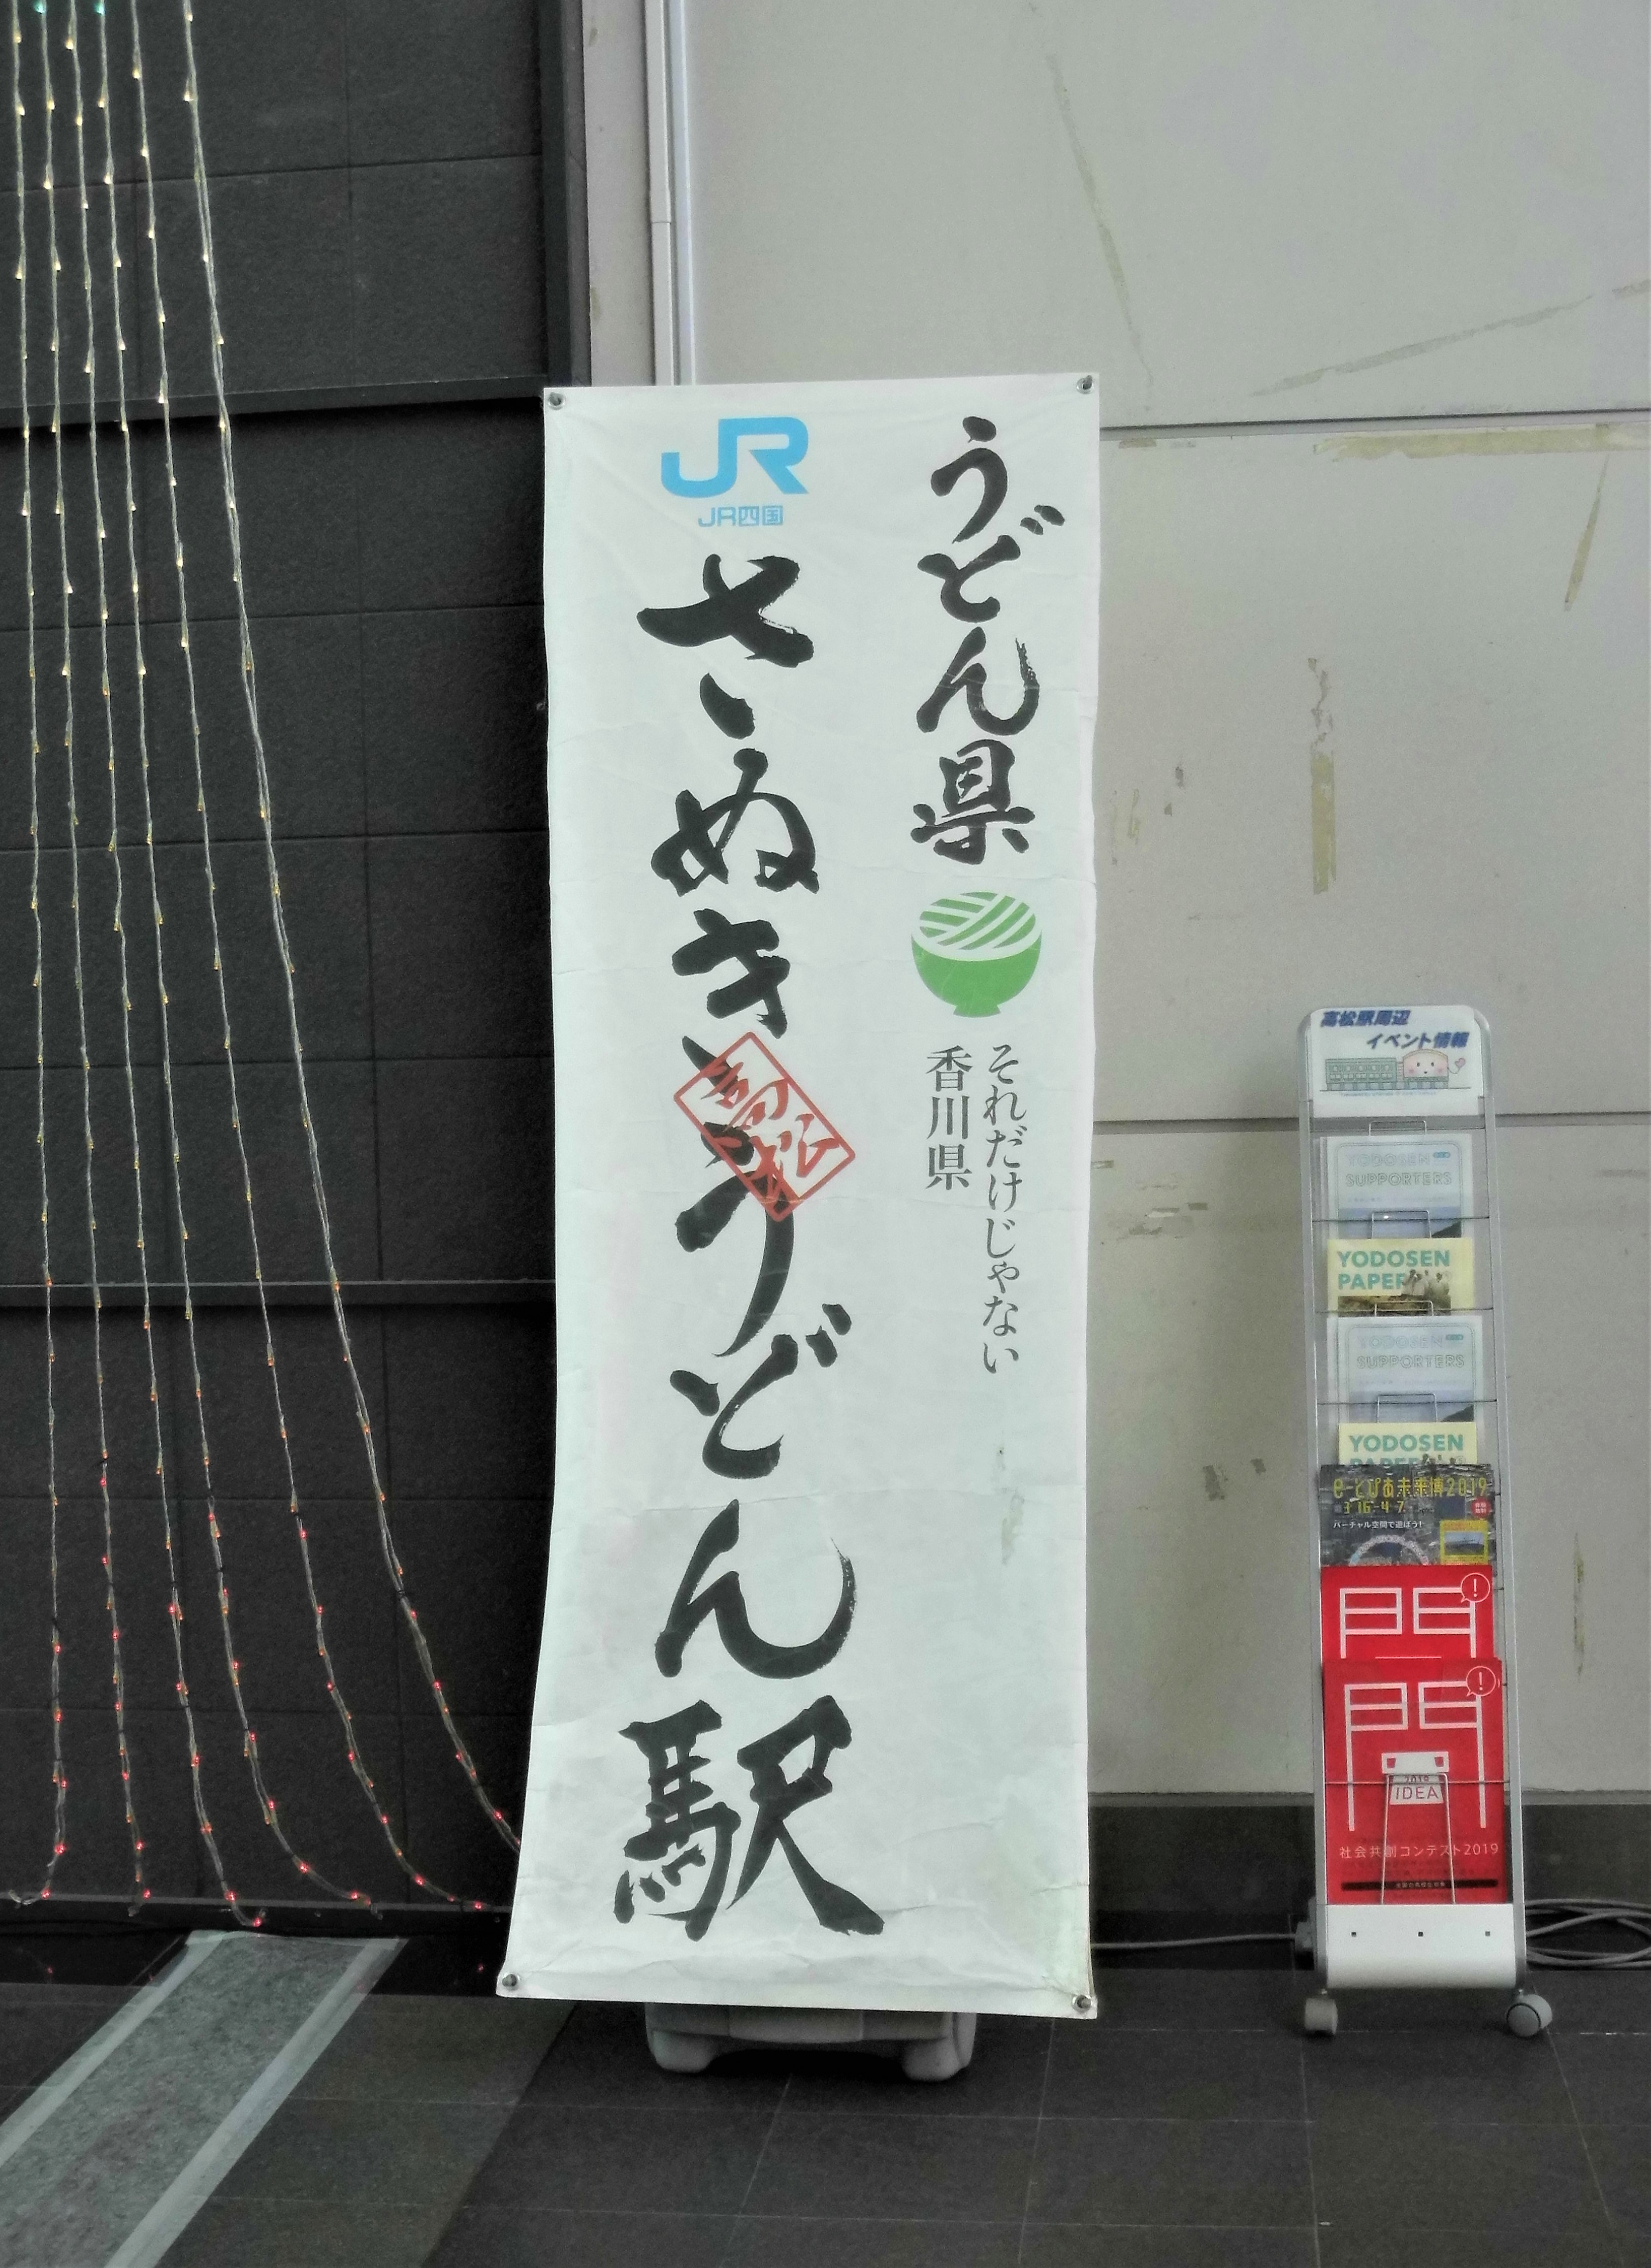 うどん県
それだけじゃない
香川県
JR
JR四国
さぬきうどん駅
高松
高松駅周辺
イベント情報
YODOSEN
SUPPORTERS
YODOSEN
PAPER
YODOSEN
SUPPORTERS
YODOSEN
PAPER
e-とぴあ未来博2019
3 16-4 7
バーチャル空間で遊ぼう!
!
!
2019
IDEA
社会共創コンテスト2019